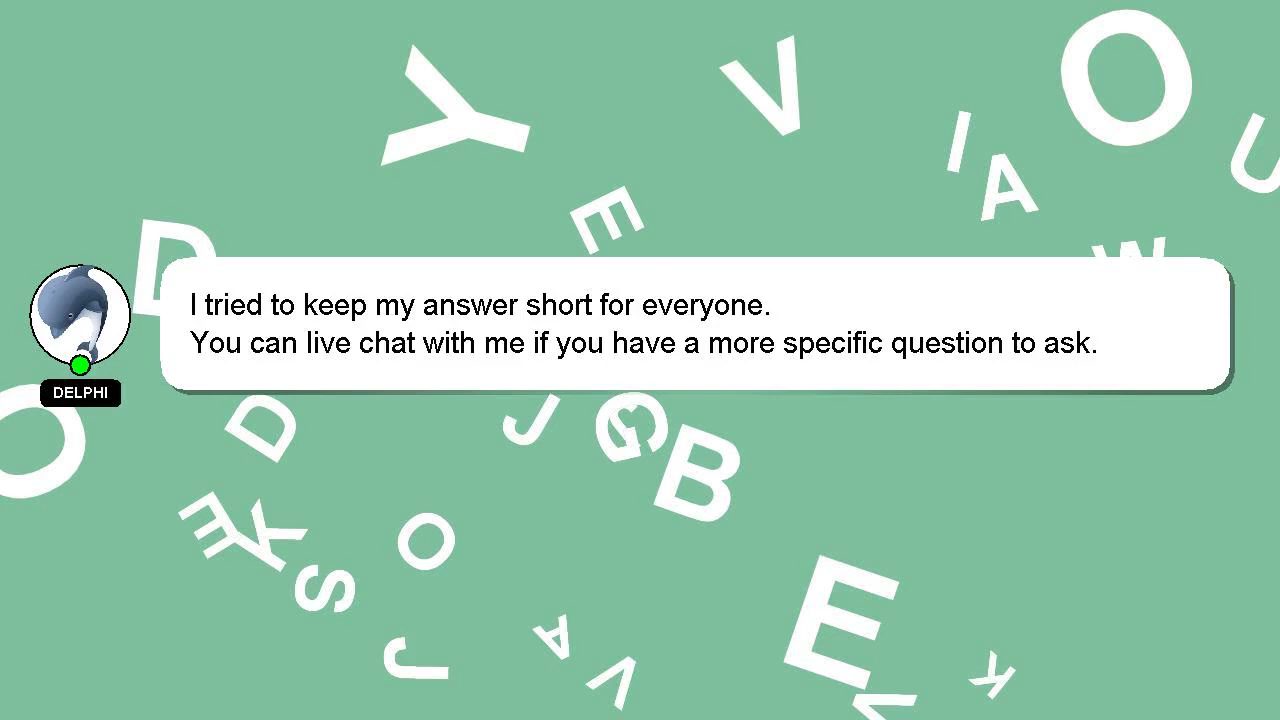 Y
V
O
I
A
U
E
D
W
I tried to keep my answer short for everyone.
You can live chat with me if you have a more specific question to ask.
DELPHI
O
D
J
G
B
E
K
O
S
E
J
A
V
K
V